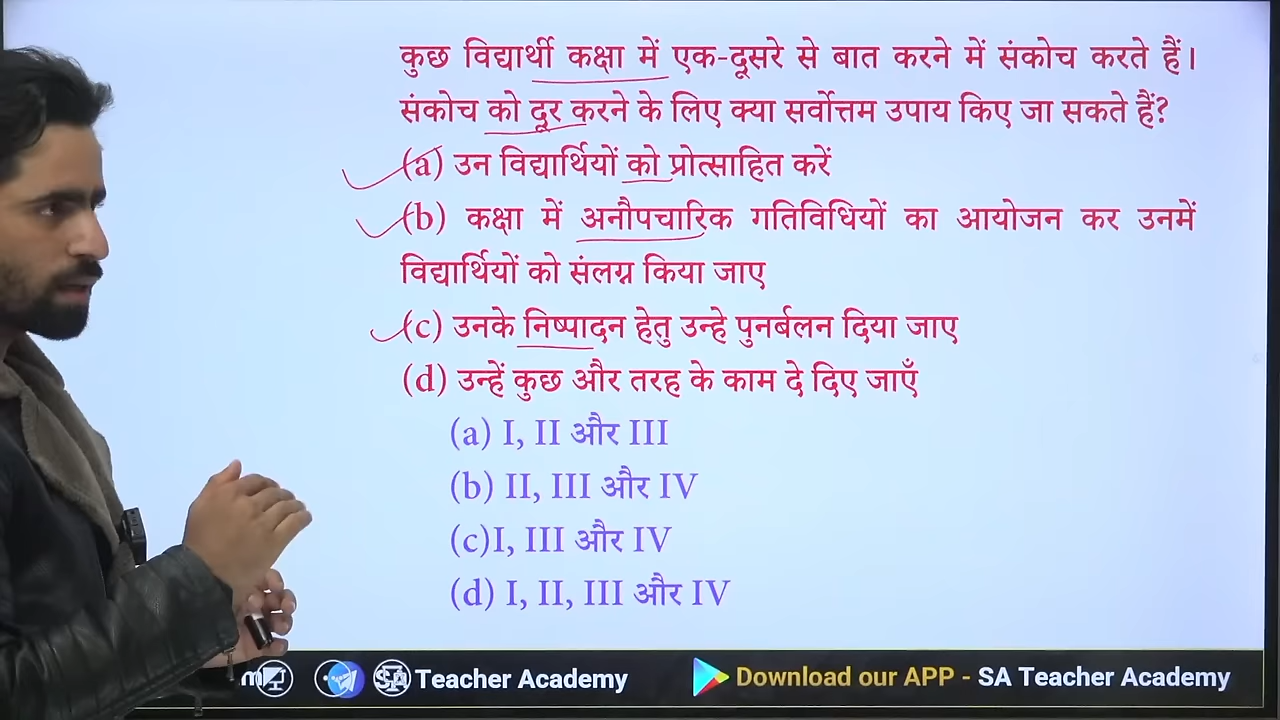 कुछ विद्यार्थी कक्षा में एक-दूसरे से बात करने में संकोच करते हैं।
संकोच को दूर करने के लिए क्या सर्वोत्तम उपाय किए जा सकते हैं?
(a) उन विद्यार्थियों को प्रोत्साहित करें
(b) कक्षा में अनौपचारिक गतिविधियों का आयोजन कर उनमें
विद्यार्थियों को संलग्न किया जाए
(c) उनके निष्पादन हेतु उन्हे पुनर्बलन दिया जाए
(d) उन्हें कुछ और तरह के काम दे दिए जाएँ
(a) I, II और III
(b) II, III और IV
(c)I, III और IV
(d) I, II, III और IV
SA Teacher Academy
Download our APP - SA Teacher Academy